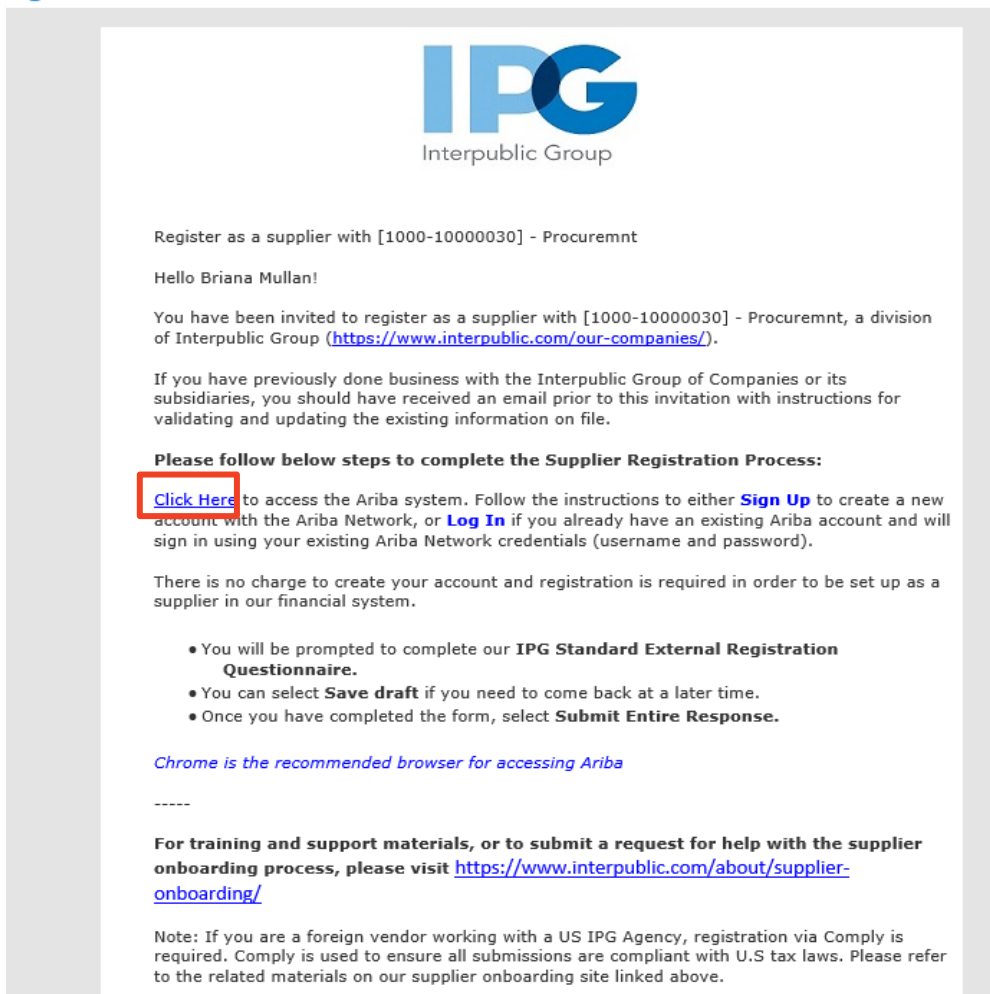 IPG
Interpublic Group
Register as a supplier with [1000-10000030] - Procuremnt
Hello Briana Mullan!
You have been invited to register as a supplier with [1000-10000030] - Procuremnt, a division
of Interpublic Group (https://www.interpublic.com/our-companies/).
If you have previously done business with the Interpublic Group of Companies or its
subsidiaries, you should have received an email prior to this invitation with instructions for
validating and updating the existing information on file.
Please follow below steps to complete the Supplier Registration Process:
Click Here to access the Ariba system. Follow the instructions to either Sign Up to create a new
account with the Ariba Network, or Log In if you already have an existing Ariba account and will
sign in using your existing Ariba Network credentials (username and password).
There is no charge to create your account and registration is required in order to be set up as a
supplier in our financial system.
• You will be prompted to complete our IPG Standard External Registration
Questionnaire.
• You can select Save draft if you need to come back at a later time.
• Once you have completed the form, select Submit Entire Response.
Chrome is the recommended browser for accessing Ariba
-----
For training and support materials, or to submit a request for help with the supplier
onboarding process, please visit https://www.interpublic.com/about/supplier-
onboarding/
Note: If you are a foreign vendor working with a US IPG Agency, registration via Comply is
required. Comply is used to ensure all submissions are compliant with U.S tax laws. Please refer
to the related materials on our supplier onboarding site linked above.